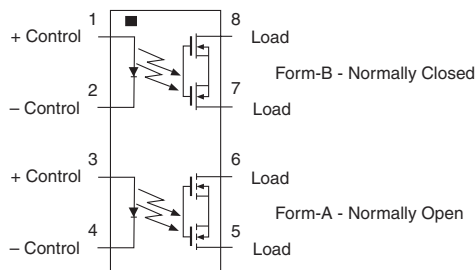 1
8
+ Control
Load
Form-B - Normally Closed
2
7
– Control
Load
3
6
+ Control
Load
Form-A - Normally Open
4
5
– Control
Load